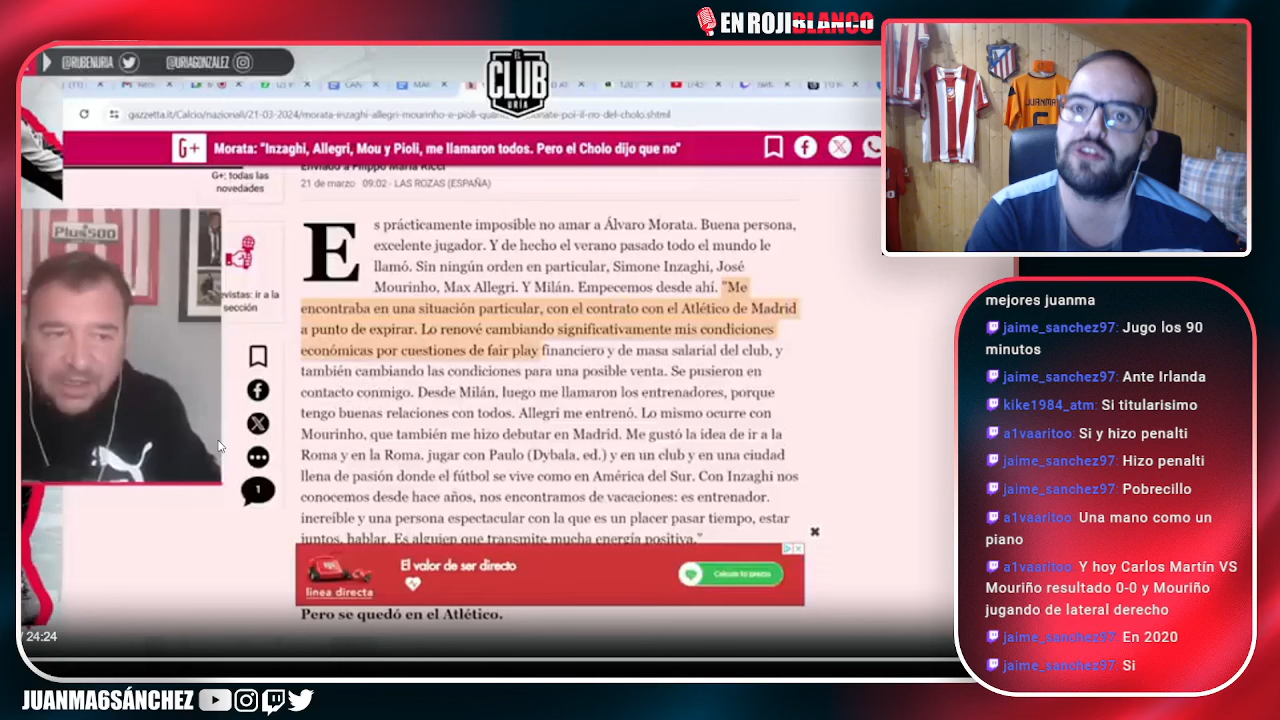 EN ROJIBLANCO
@RUBENURIA @URIAGONZALEZ
EL
CLUB
URÍA
gazzetta.it/Calcio/nazionali/21-03-2024/morata-inzaghi-allegri-mourinho-e-pioli-
G+ Morata: "Inzaghi, Allegri, Mou y Pioli, me llamaron todos. Pero el Cholo dijo que no"
G+: todas las
novedades
Enviado a Filippo Maria Ricci
21 de marzo - 09:02 - LAS ROZAS (ESPAÑA)
Plus500
Es prácticamente imposible no amar a Álvaro Morata. Buena persona,
excelente jugador. Y de hecho el verano pasado todo el mundo le
llamó. Sin ningún orden en particular, Simone Inzaghi, José
Mourinho, Max Allegri. Y Milán. Empecemos desde ahí. "Me
encontraba en una situación particular, con el contrato con el Atlético de Madrid
a punto de expirar. Lo renové cambiando significativamente mis condiciones
económicas por cuestiones de fair play financiero y de masa salarial del club, y
también cambiando las condiciones para una posible venta. Se pusieron en
contacto conmigo. Desde Milán, luego me llamaron los entrenadores, porque
tengo buenas relaciones con todos. Allegri me entrenó. Lo mismo ocurre con
Mourinho, que también me hizo debutar en Madrid. Me gustó la idea de ir a la
Roma y en la Roma. jugar con Paulo (Dybala, ed.) y en un club y en una ciudad
llena de pasión donde el fútbol se vive como en América del Sur. Con Inzaghi nos
conocemos desde hace años, nos encontramos de vacaciones: es entrenador.
increíble y una persona espectacular con la que es un placer pasar tiempo, estar
juntos, hablar. Es alguien que transmite mucha energía positiva."
evistas: ir a la
sección
1
El valor de ser directo
linea directa
Calcula tu precio
Pero se quedó en el Atlético.
/ 24:24
JUANMA
6
mejores juanma
jaime_sanchez97: Jugo los 90
minutos
jaime_sanchez97: Ante Irlanda
kike1984_atm: Si titularisimo
a1vaaritoo: Si y hizo penalti
jaime_sanchez97: Hizo penalti
jaime_sanchez97: Pobrecillo
a1vaaritoo: Una mano como un
piano
a1vaaritoo: Y hoy Carlos Martín VS
Mouriño resultado 0-0 y Mouriño
jugando de lateral derecho
jaime_sanchez97: En 2020
jaime_sanchez97: Si
JUANMA6SÁNCHEZ